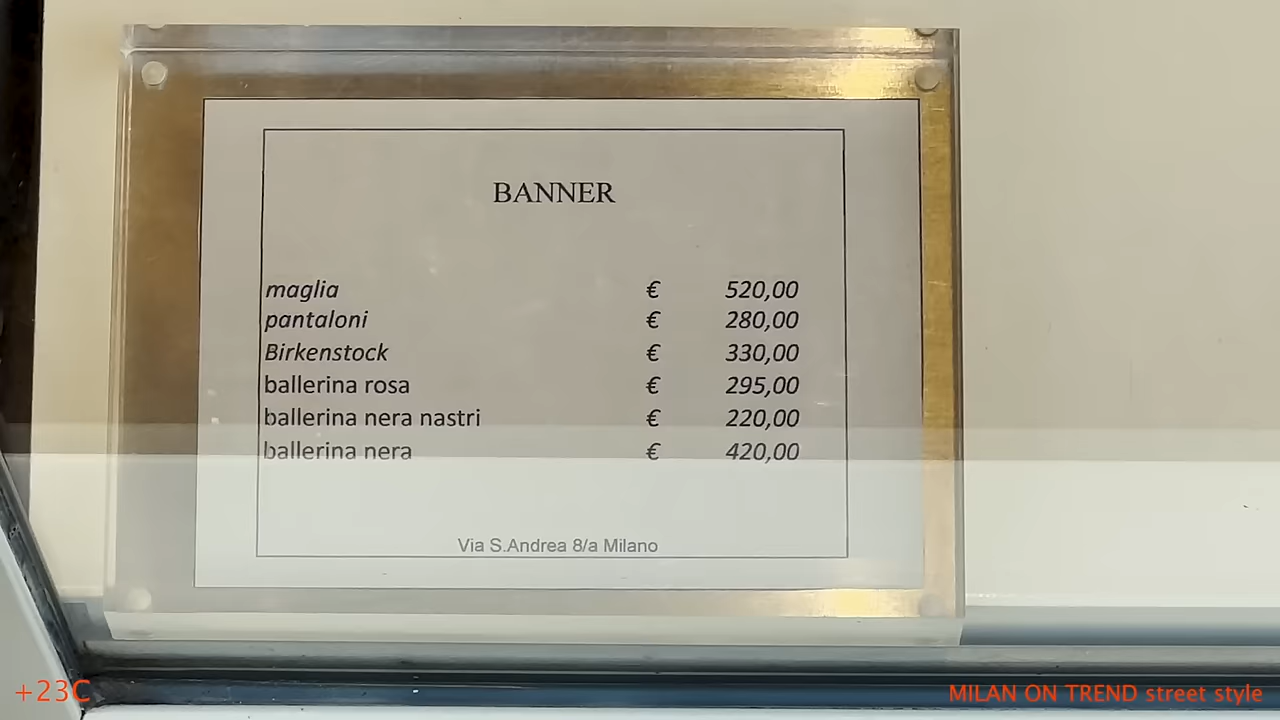 BANNER
maglia € 520,00
pantaloni € 280,00
Birkenstock € 330,00
ballerina rosa € 295,00
ballerina nera nastri € 220,00
ballerina nera € 420,00
Via S.Andrea 8/a Milano
+23C
MILAN ON TREND street style